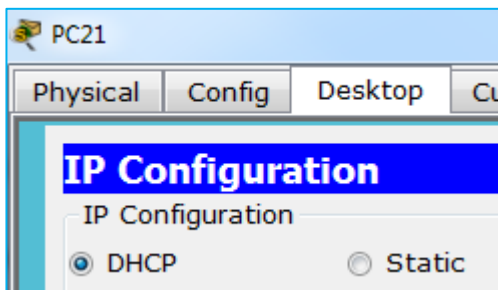 PC21
Physical Config Desktop
IP Configuration
IP Configuration
DHCP Static